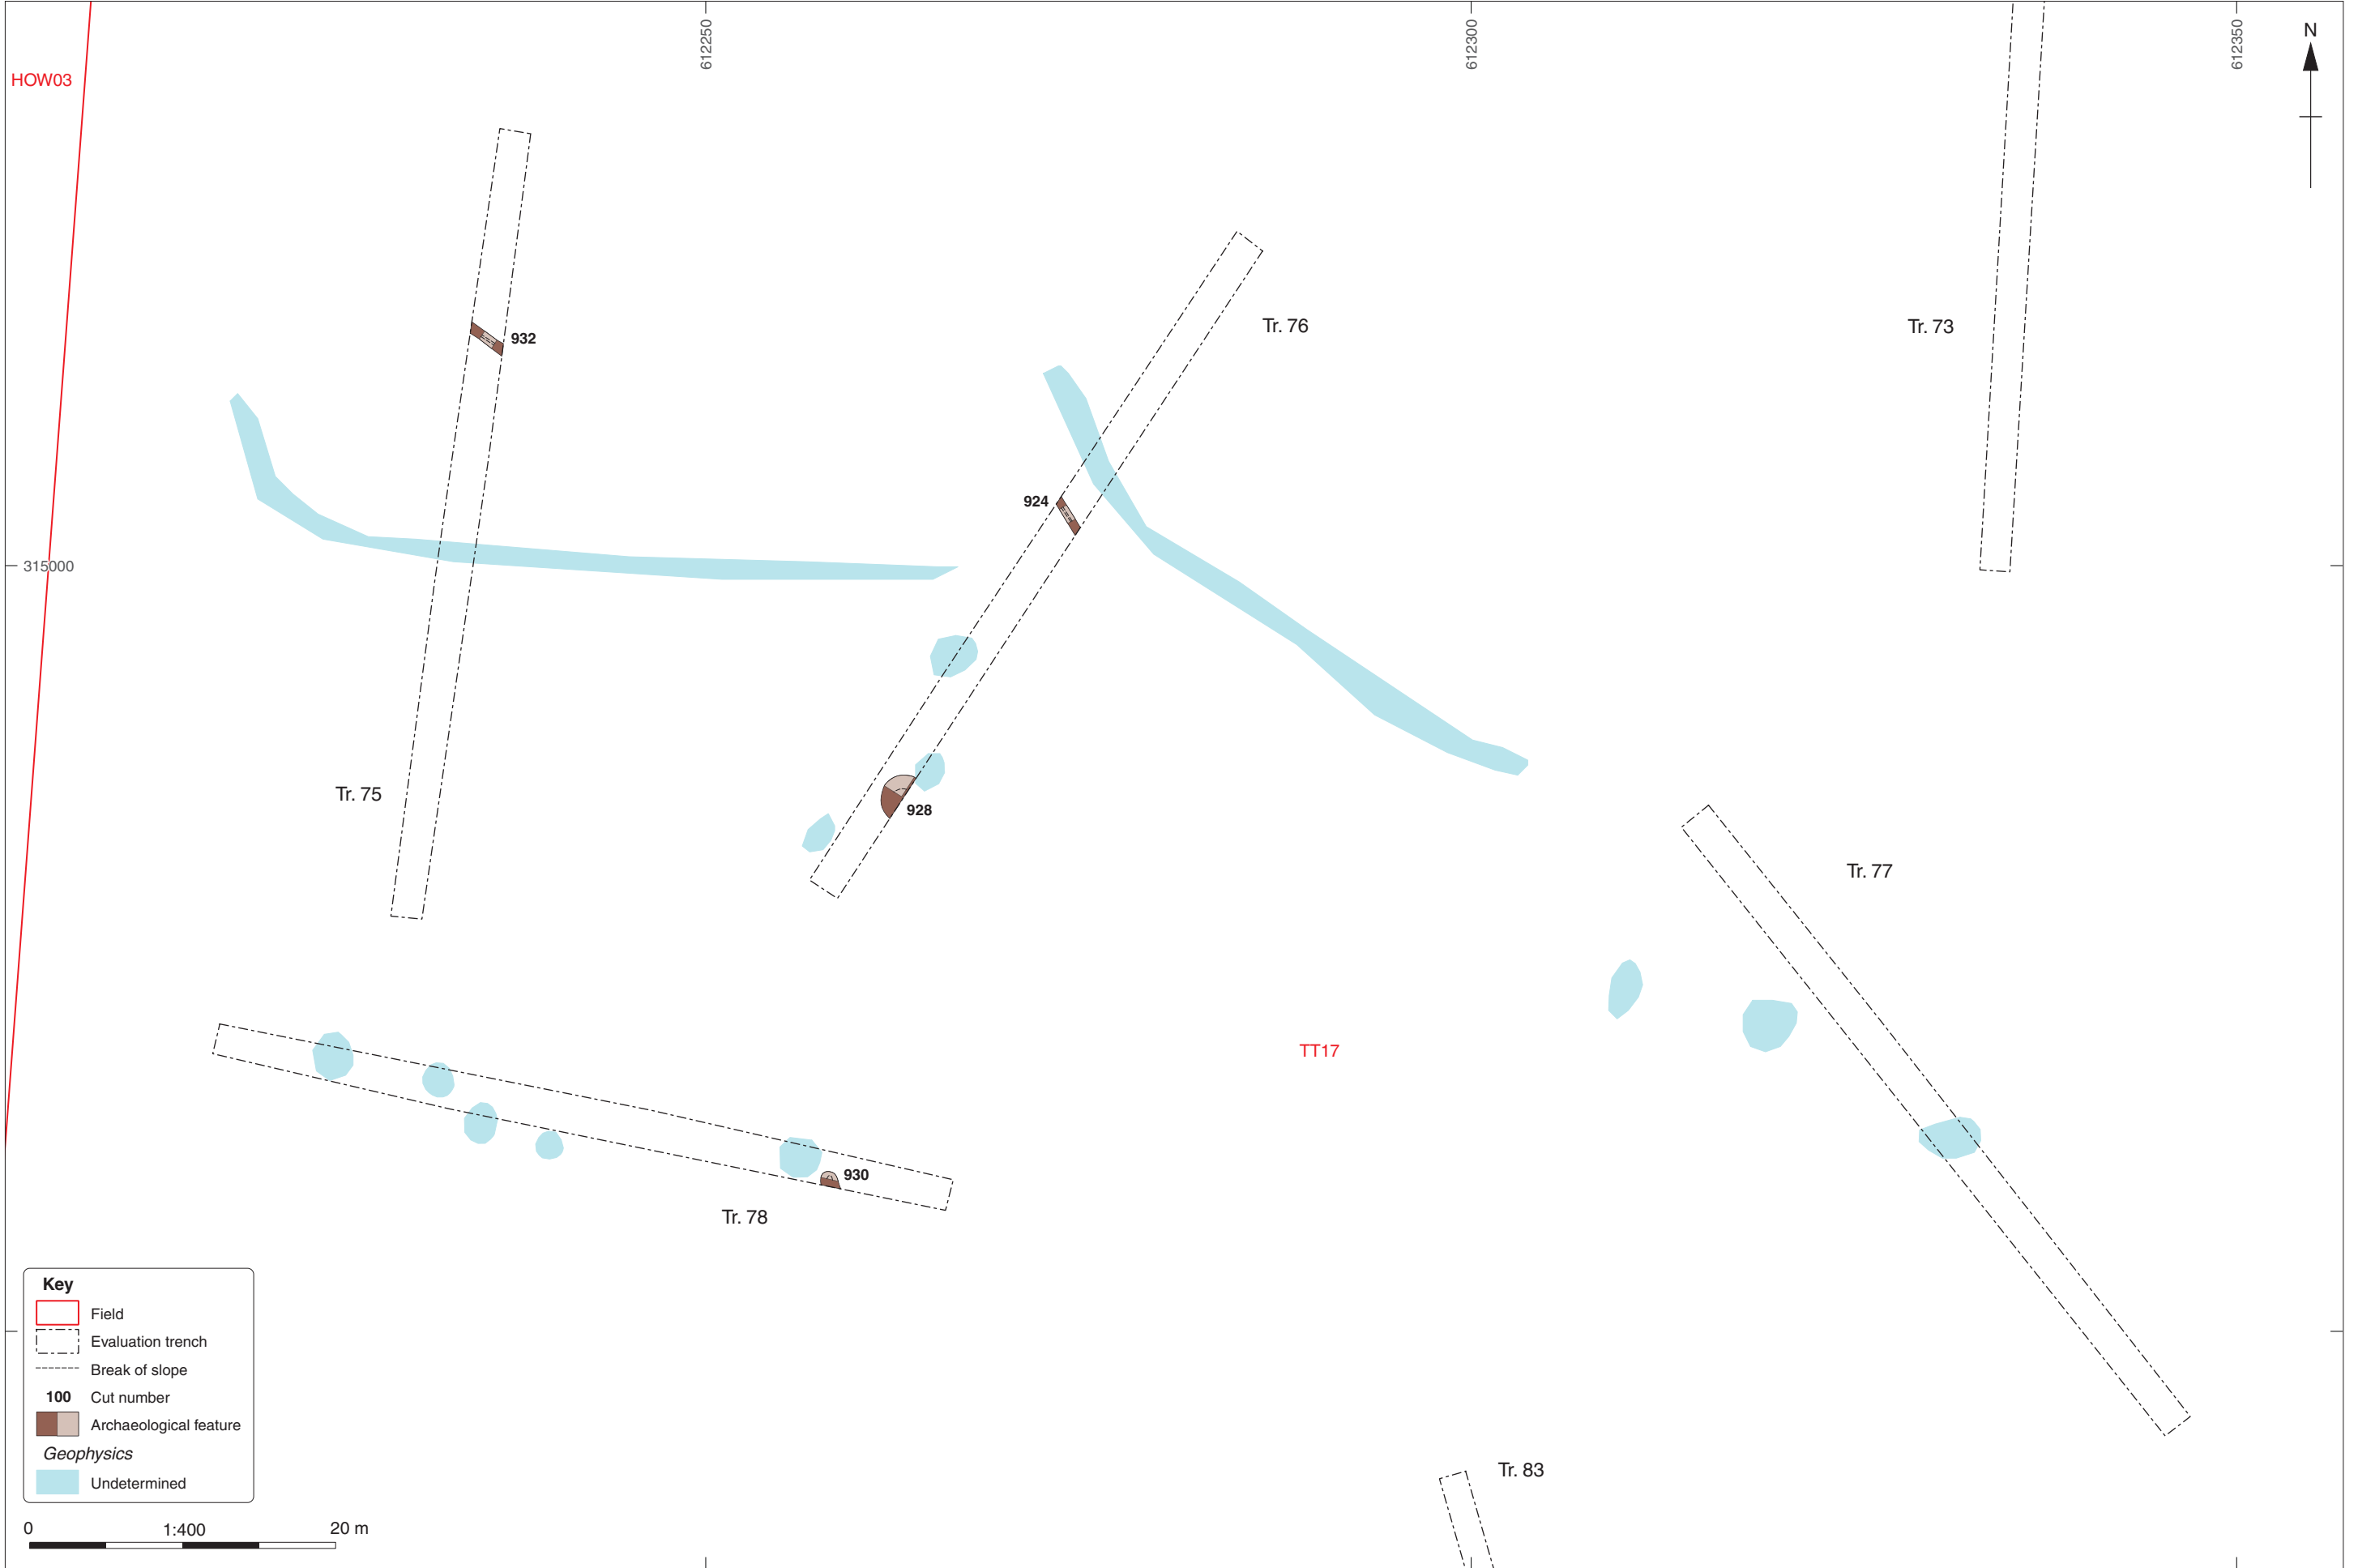 612250
612300
612350
N
HOW03
Tr. 76
Tr. 73
932
924
315000
Tr. 75
928
Tr. 77
TT17
930
Tr. 78
Key
Field
Evaluation trench
Break of slope
100 Cut number
Archaeological feature
Geophysics
Undetermined
Tr. 83
0 1:400 20 m